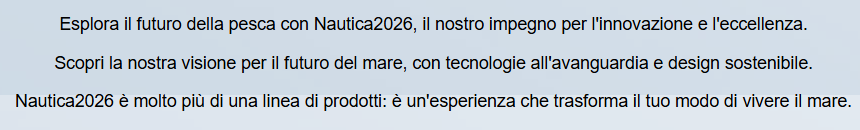 Esplora il futuro della pesca con Nautica2026, il nostro impegno per l'innovazione e l'eccellenza.
Scopri la nostra visione per il futuro del mare, con tecnologie all'avanguardia e design sostenibile.
Nautica2026 è molto più di una linea di prodotti: è un'esperienza che trasforma il tuo modo di vivere il mare.